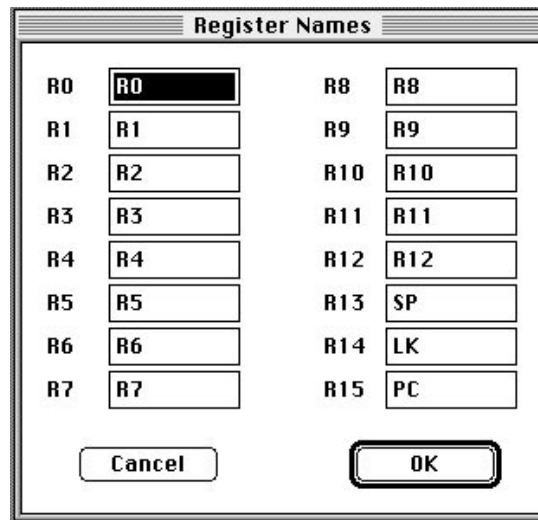 Register Names
R0 R0 R8 R8
R1 R1 R9 R9
R2 R2 R10 R10
R3 R3 R11 R11
R4 R4 R12 R12
R5 R5 R13 SP
R6 R6 R14 LK
R7 R7 R15 PC
Cancel OK